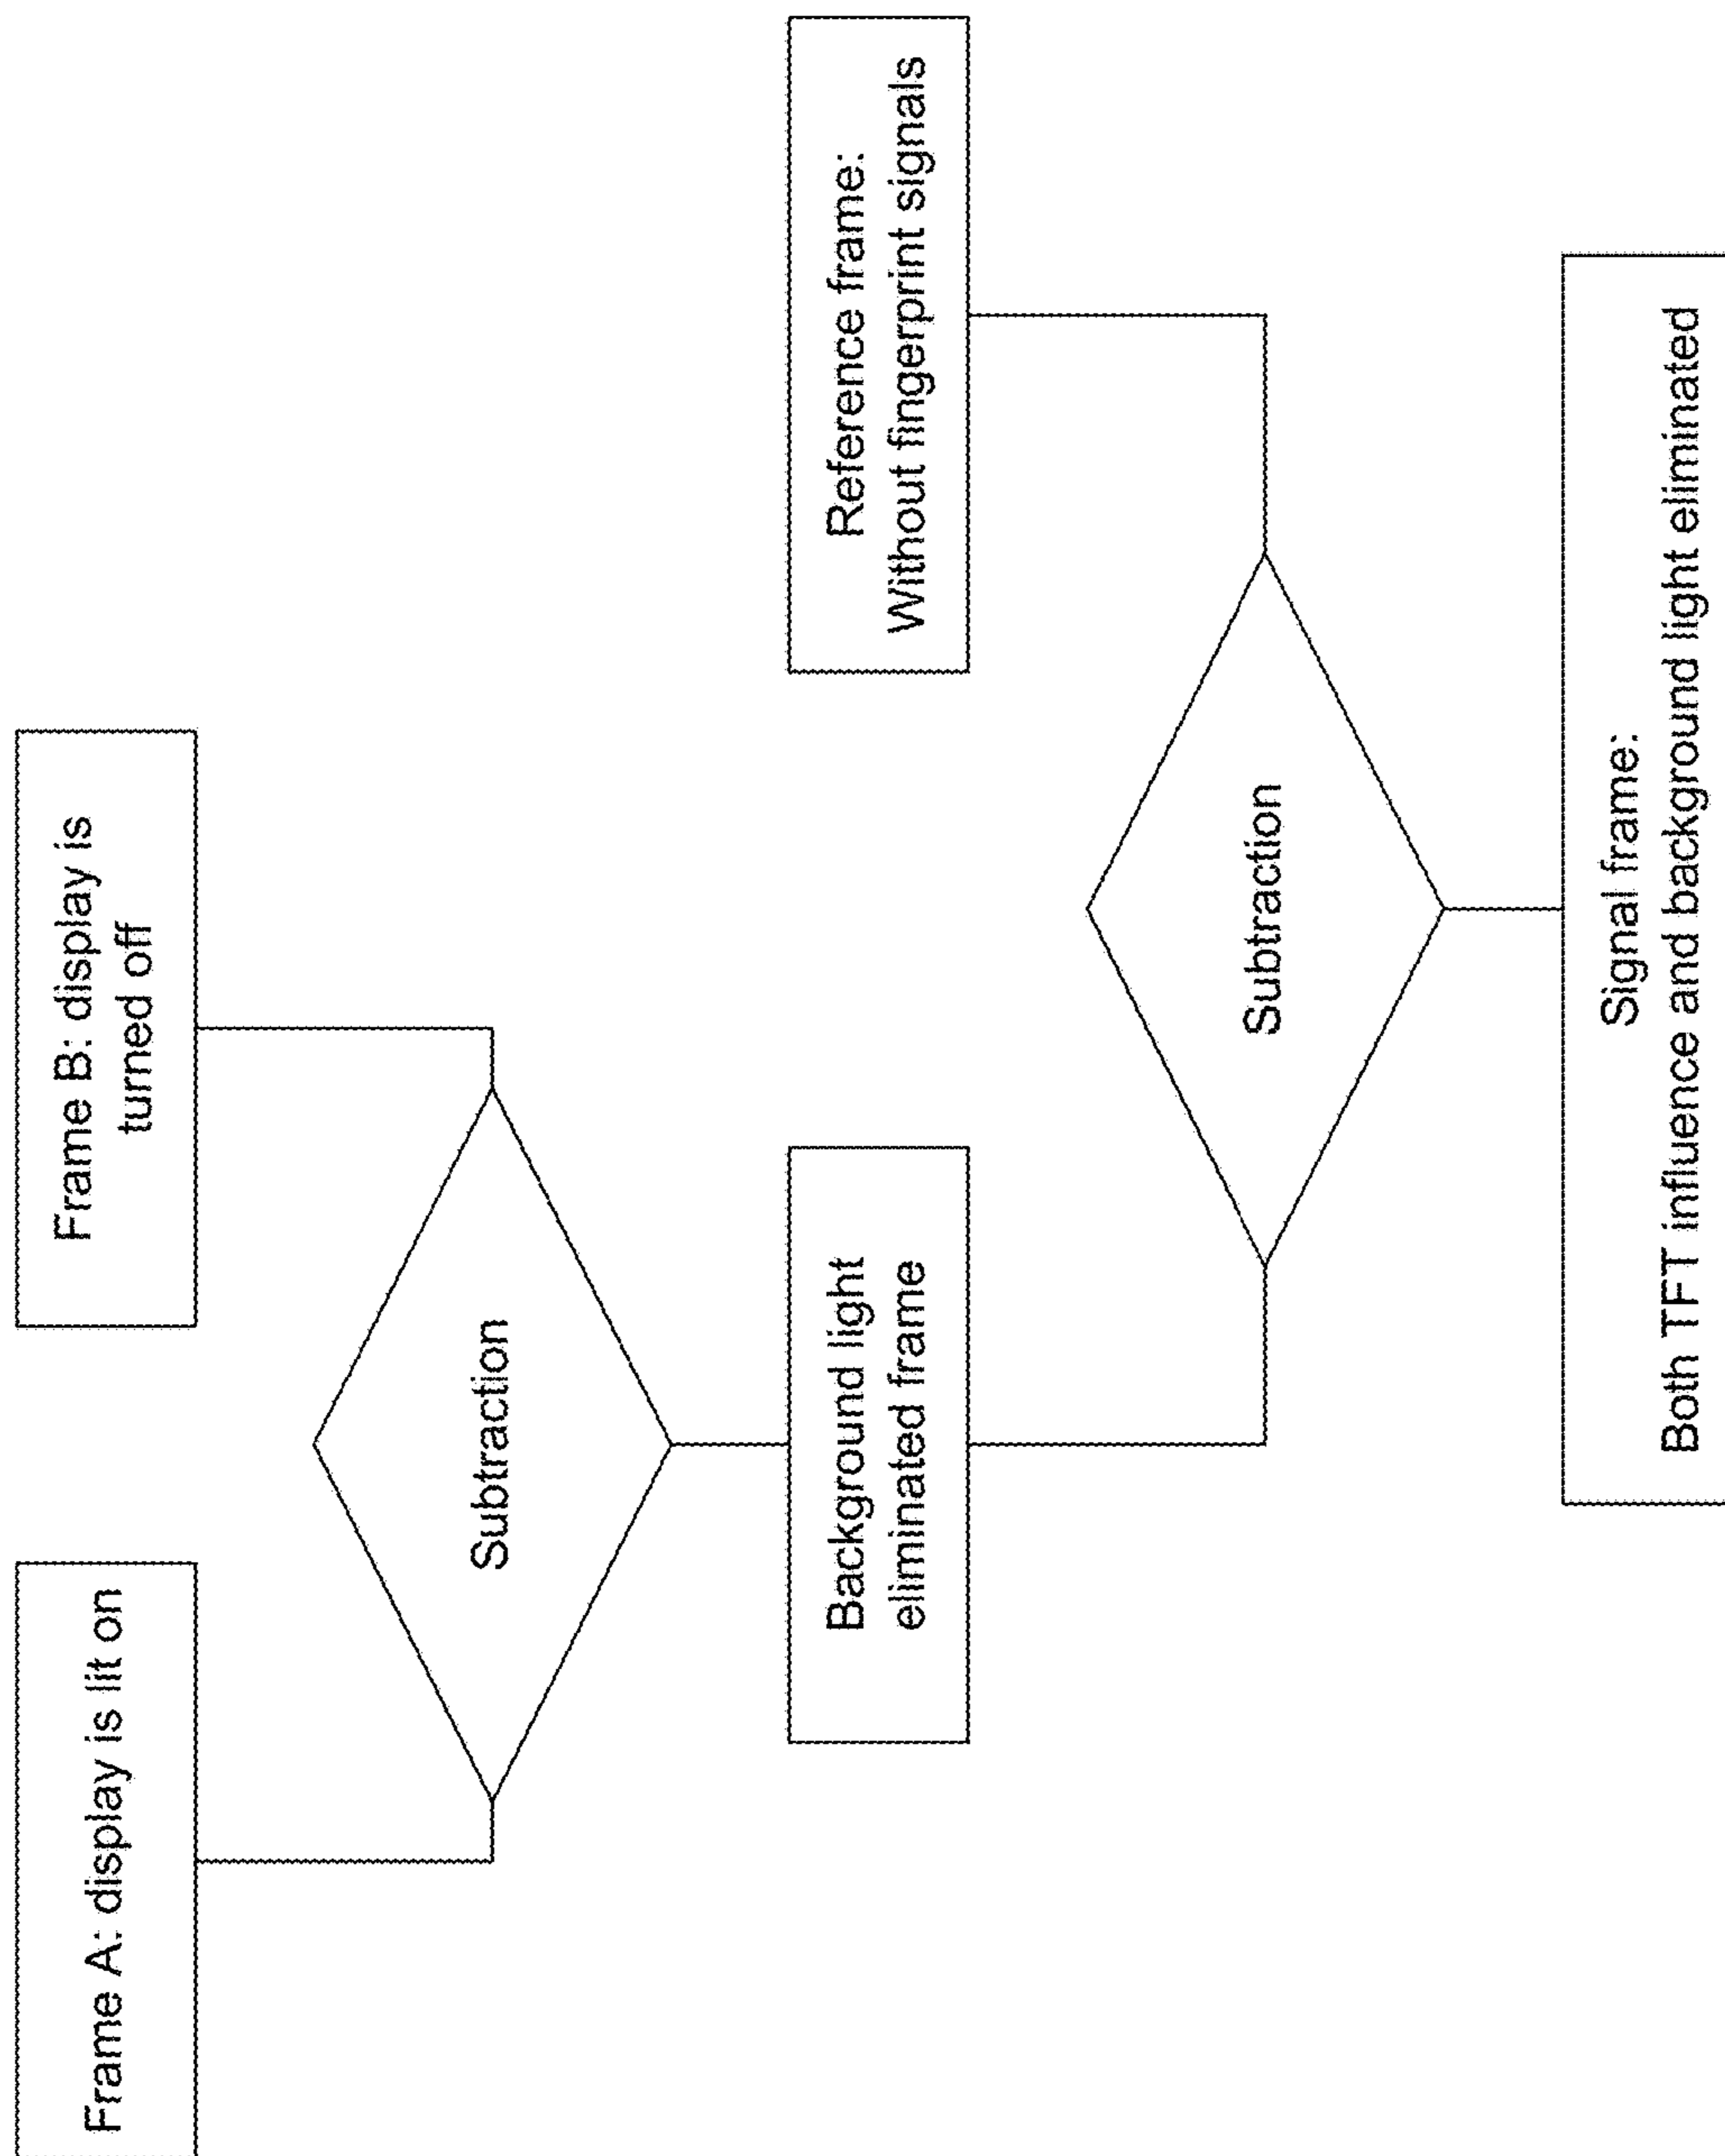 Frame A: display is lit on
Frame B: display is
turned off
Subtraction
Background light
eliminated frame
Reference frame:
Without fingerprint signals
Subtraction
Signal frame:
Both TFT influence and background light eliminated